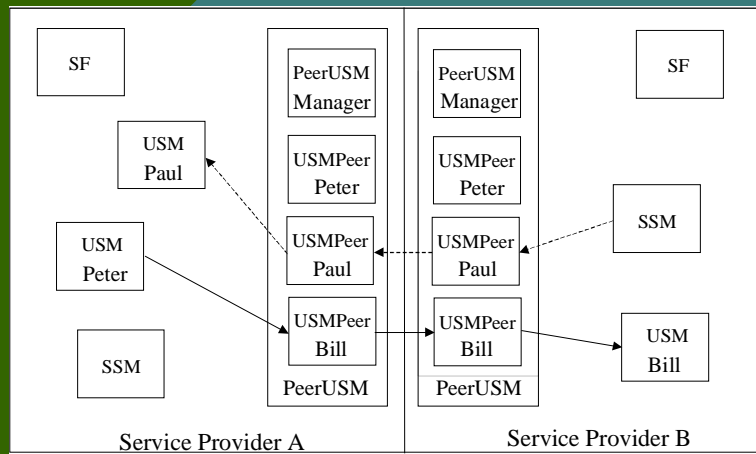 SF
USM
Paul
USM
Peter
SSM
PeerUSM
Manager
USMPeer
Peter
USMPeer
Paul
USMPeer
Bill
PeerUSM
Service Provider A
PeerUSM
Manager
USMPeer
Peter
USMPeer
Paul
USMPeer
Bill
PeerUSM
SF
SSM
USM
Bill
Service Provider B